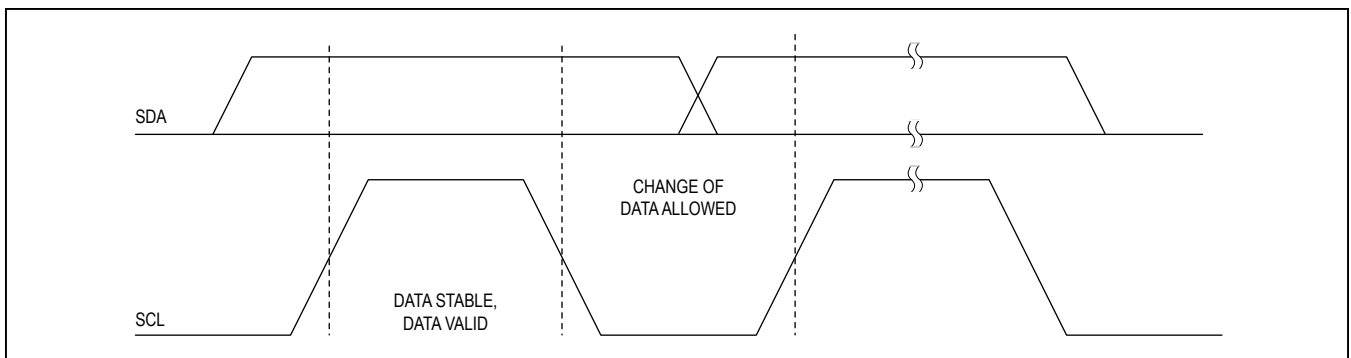 SDA
CHANGE OF
DATA ALLOWED
DATA STABLE,
DATA VALID
SCL